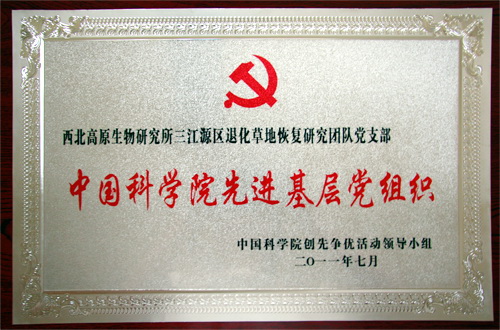 西北高原生物研究所三江源区退化草地恢复研究团队党支部
中国科学院先进基层党组织
中国科学院创先争优活动领导小组
二〇一一年七月